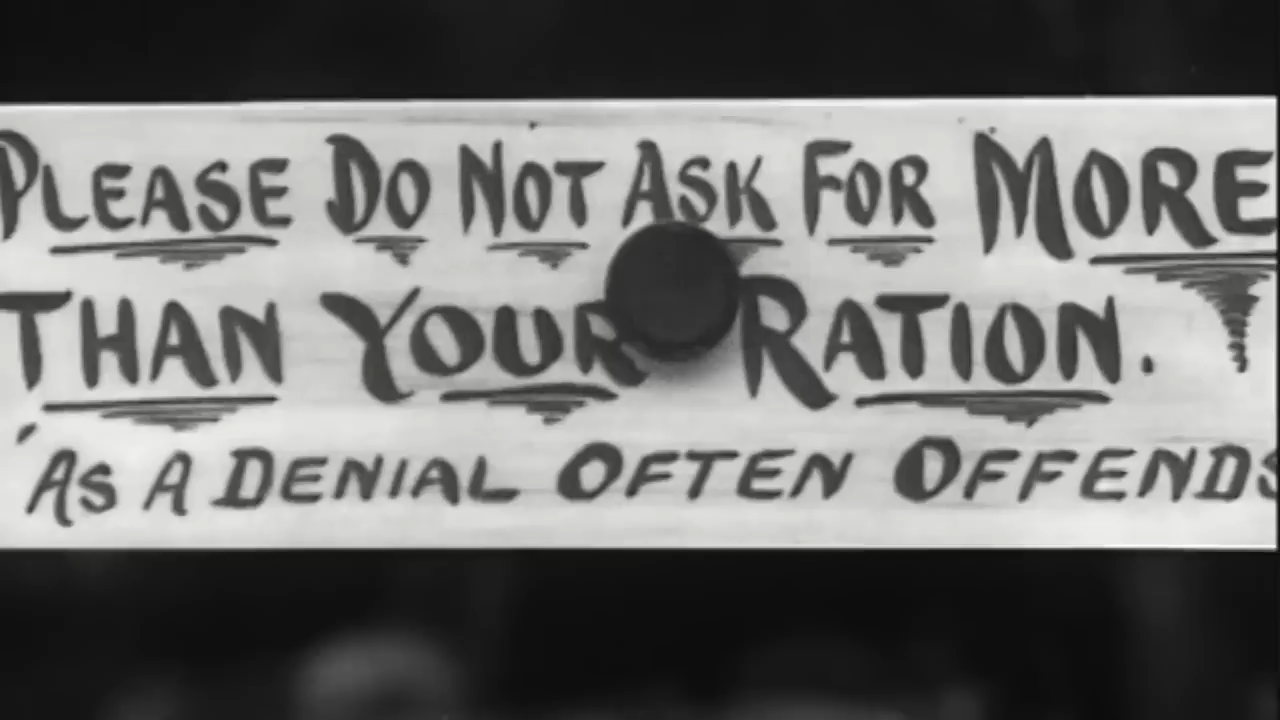 PLEASE DO NOT ASK FOR MORE
THAN YOUR RATION.
'AS A DENIAL OFTEN OFFENDS